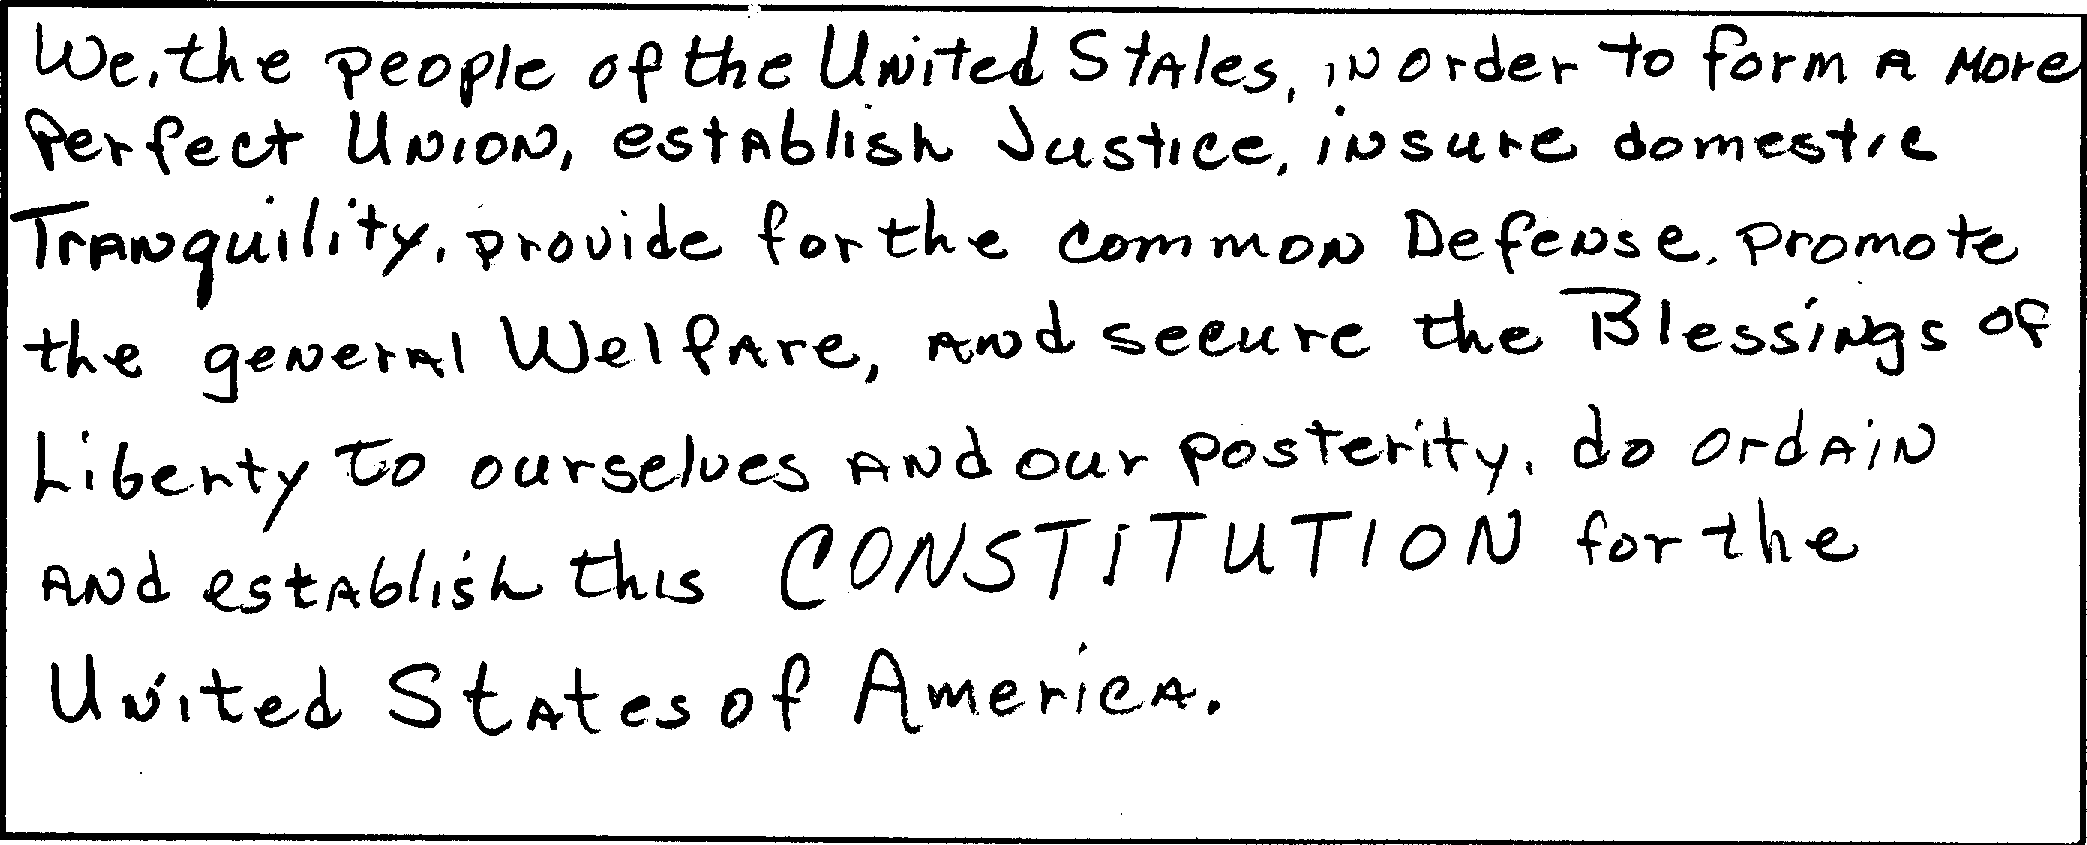 We, the people of the United States, in order to form a more
perfect Union, establish Justice, insure domestic
Tranquility, provide for the common Defense, promote
the general Welfare, and secure the Blessings of
Liberty to ourselves and our posterity, do ordain
and establish this CONSTITUTION for the
United States of America.